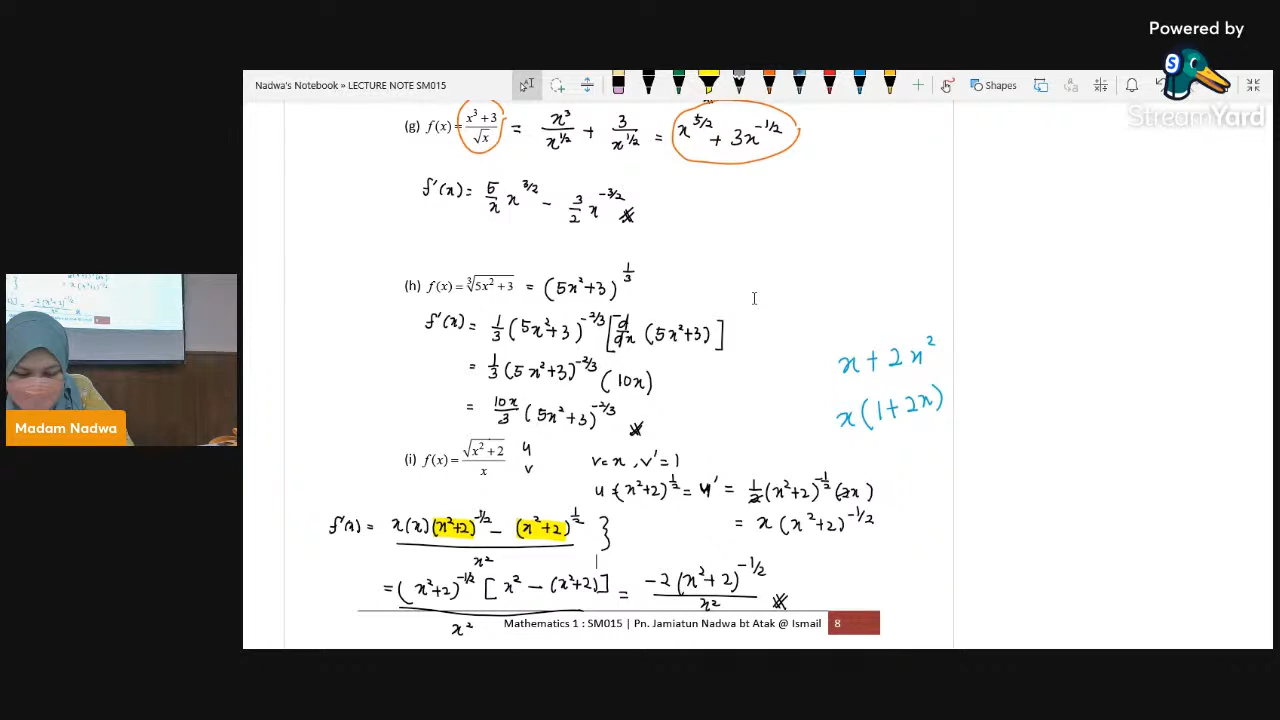 Powered by
S
StreamYard
Nadwa's Notebook » LECTURE NOTE SM015
Shapes
(g) f(x) = x³ + 3 / √x = x³ / x^{1/2} + 3 / x^{1/2} = x^{5/2} + 3x^{-1/2}
f'(x) = 5/x x^{3/2} - 3/2 x^{-3/2}
(h) f(x) = ∛(5x² + 3) = (5x²+3)^{1/3}
f'(x) = 1/3 (5x²+3)^{-2/3} [d/dx (5x²+3)]
= 1/3 (5x²+3)^{-2/3} (10x)
= 10x/3 (5x²+3)^{-2/3}
x + 2x²
x(1+2x)
Madam Nadwa
(i) f(x) = √(x² + 2) / x u v
v = x, v' = 1
u = (x²+2)^{1/2} = u' = 1/2 (x²+2)^{-1/2} (2x)
= x (x²+2)^{-1/2}
f'(x) = x(x)(x²+2)^{-1/2} - (x²+2)^{1/2} / x² }
= (x²+2)^{-1/2} [x² - (x²+2)] / x² = -2(x²+2)^{-1/2} / x²
Mathematics 1 : SM015 | Pn. Jamiatun Nadwa bt Atak @ Ismail 8